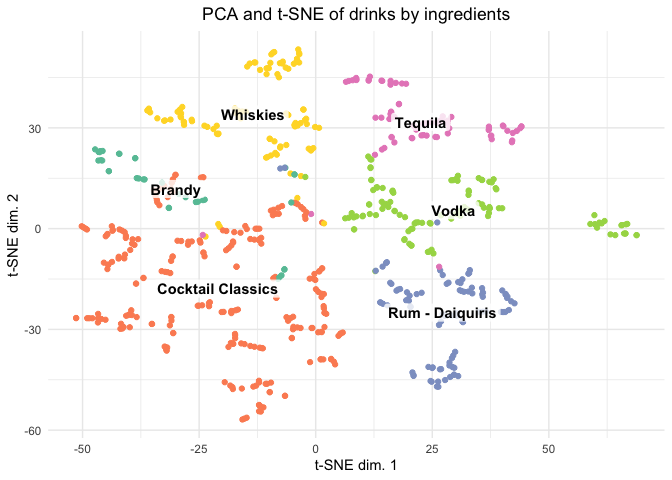 PCA and t-SNE of drinks by ingredients
t-SNE dim. 2
30
0
-30
-60
Whiskies
Tequila
Brandy
Vodka
Cocktail Classics
Rum - Daiquiris
-50
-25
0
25
50
t-SNE dim. 1